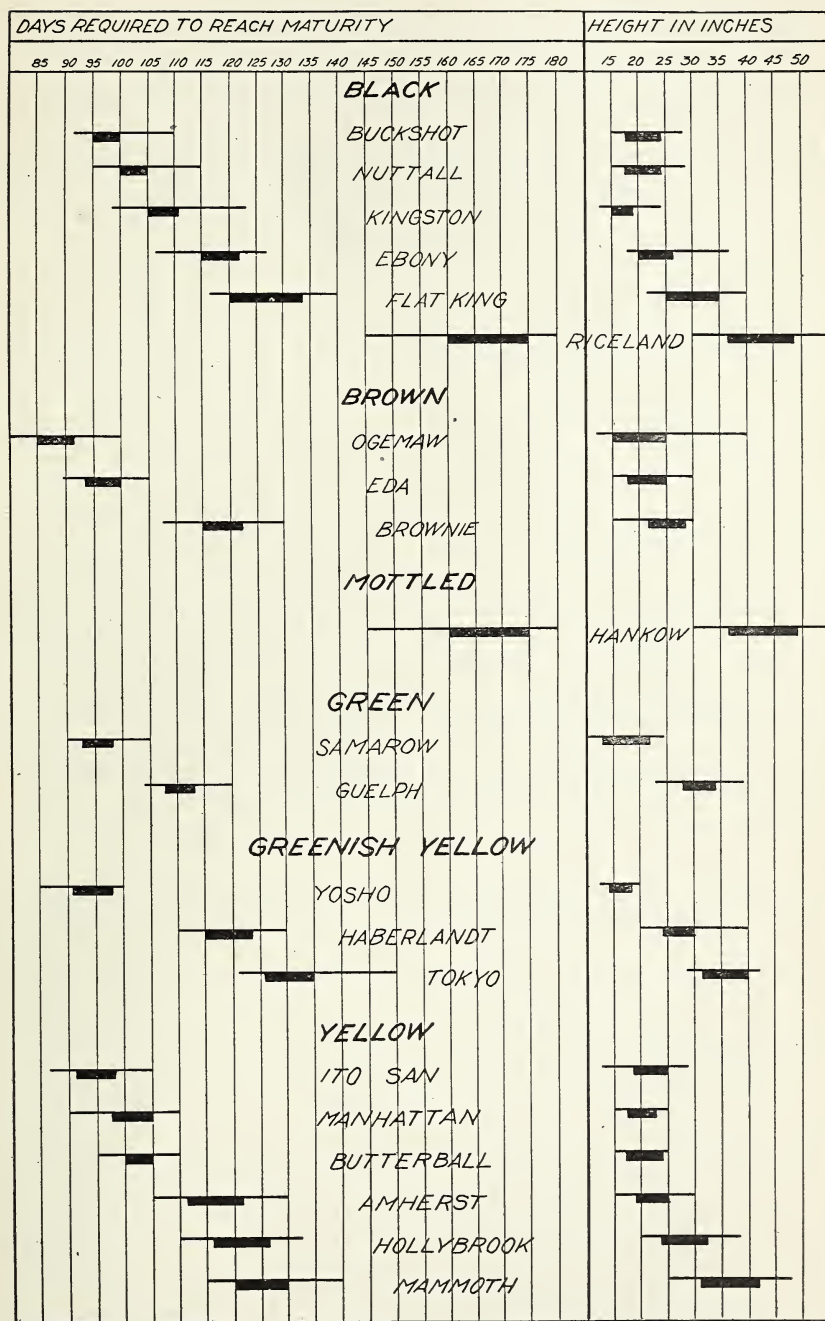 DAYS REQUIRED TO REACH MATURITY HEIGHT IN INCHES
85 90 95 100 105 110 115 120 125 130 135 140 145 150 155 160 165 170 175 180 15 20 25 30 35 40 45 50
BLACK
BUCKSHOT
NUTTALL
KINGSTON
EBONY
FLAT KING
RICELAND
BROWN
OGEMAW
EDA
BROWNIE
MOTTLED
HANKOW
GREEN
SAMAROW
GUELPH
GREENISH YELLOW
YOSHO
HABERLANDT
TOKYO
YELLOW
ITO SAN
MANHATTAN
BUTTERBALL
AMHERST
HOLLYBROOK
MAMMOTH